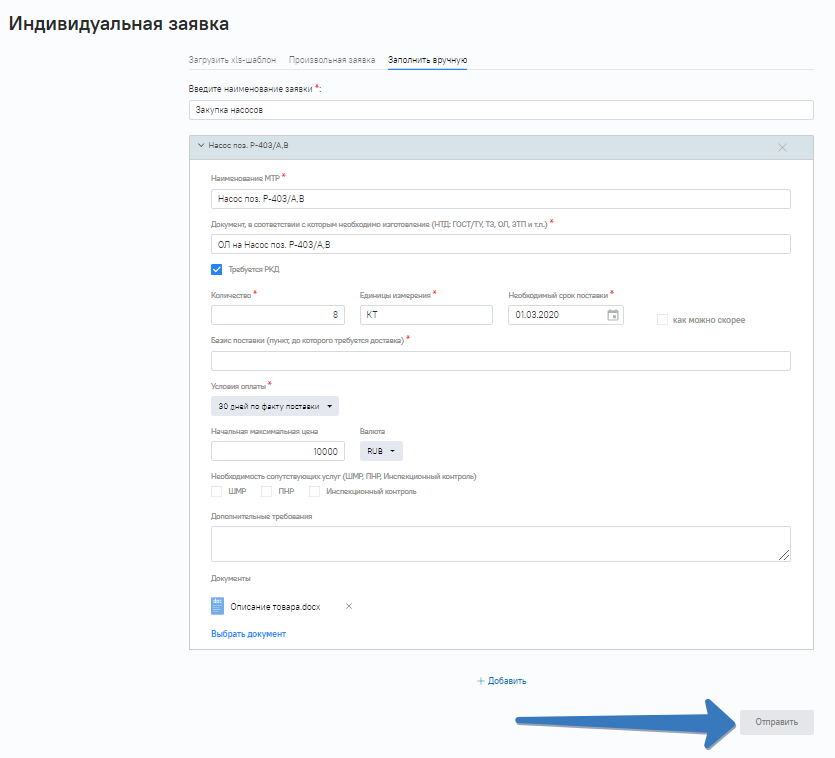 Индивидуальная заявка
Загрузить xls-шаблон Произвольная заявка Заполнить вручную
Введите наименование заявки *:
Закупка насосов
Насос поз. Р-403/А,В
Наименование МТР *
Насос поз. Р-403/А,В
Документ, в соответствии с которым необходимо изготовление (НТД: ГОСТ/ТУ, ТЗ, ОЛ, ЗТП и т.п.) *
ОЛ на Насос поз. Р-403/А,В
Требуется РКД
Количество * Единицы измерения * Необходимый срок поставки *
8 КТ 01.03.2020 как можно скорее
Базис поставки (пункт, до которого требуется доставка) *
Условия оплаты *
30 дней по факту поставки
Начальная максимальная цена Валюта
10000 RUB
Необходимость сопутствующих услуг (ШМР, ПНР, Инспекционный контроль)
ШМР ПНР Инспекционный контроль
Дополнительные требования
Документы
doc Описание товара.docx
Выбрать документ
+ Добавить
Отправить